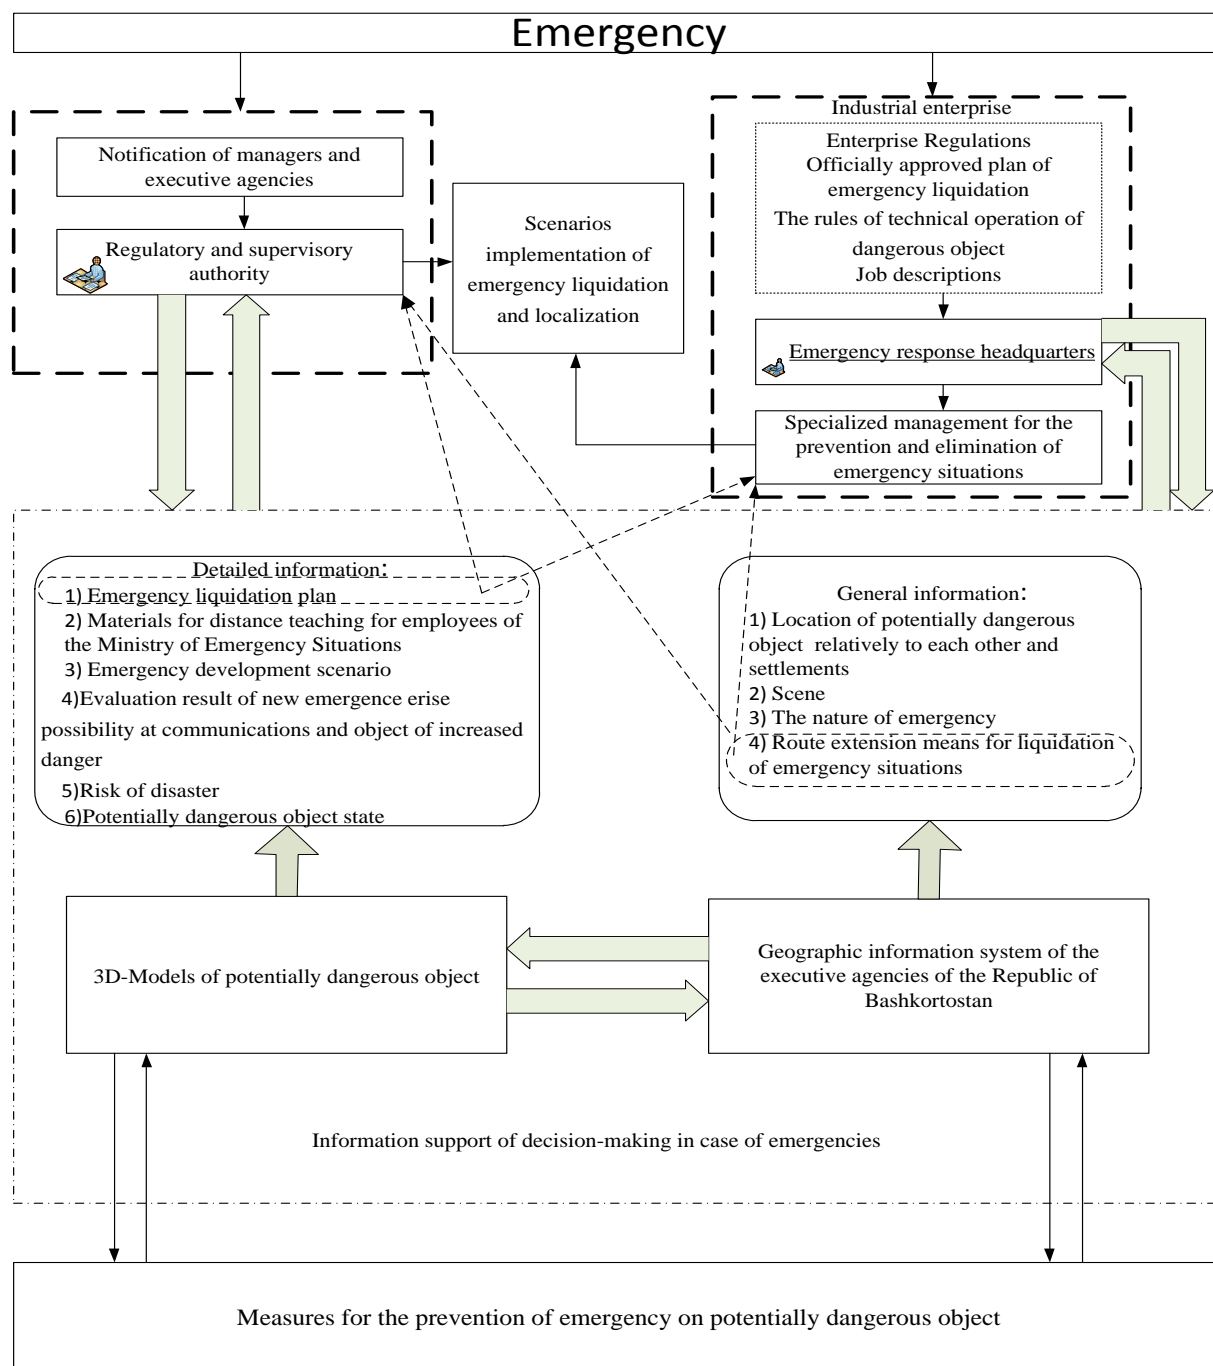 Emergency
Notification of managers and
executive agencies
Regulatory and supervisory
authority
Scenarios
implementation of
emergency liquidation
and localization
Industrial enterprise
Enterprise Regulations
Officially approved plan of
emergency liquidation
The rules of technical operation of
dangerous object
Job descriptions
Emergency response headquarters
Specialized management for the
prevention and elimination of
emergency situations
Detailed information:
1) Emergency liquidation plan
2) Materials for distance teaching for employees of
the Ministry of Emergency Situations
3) Emergency development scenario
4)Evaluation result of new emergence erise
possibility at communications and object of increased
danger
5)Risk of disaster
6)Potentially dangerous object state
General information:
1) Location of potentially dangerous
object relatively to each other and
settlements
2) Scene
3) The nature of emergency
4) Route extension means for liquidation
of emergency situations
3D-Models of potentially dangerous object
Geographic information system of the
executive agencies of the Republic of
Bashkortostan
Information support of decision-making in case of emergencies
Measures for the prevention of emergency on potentially dangerous object